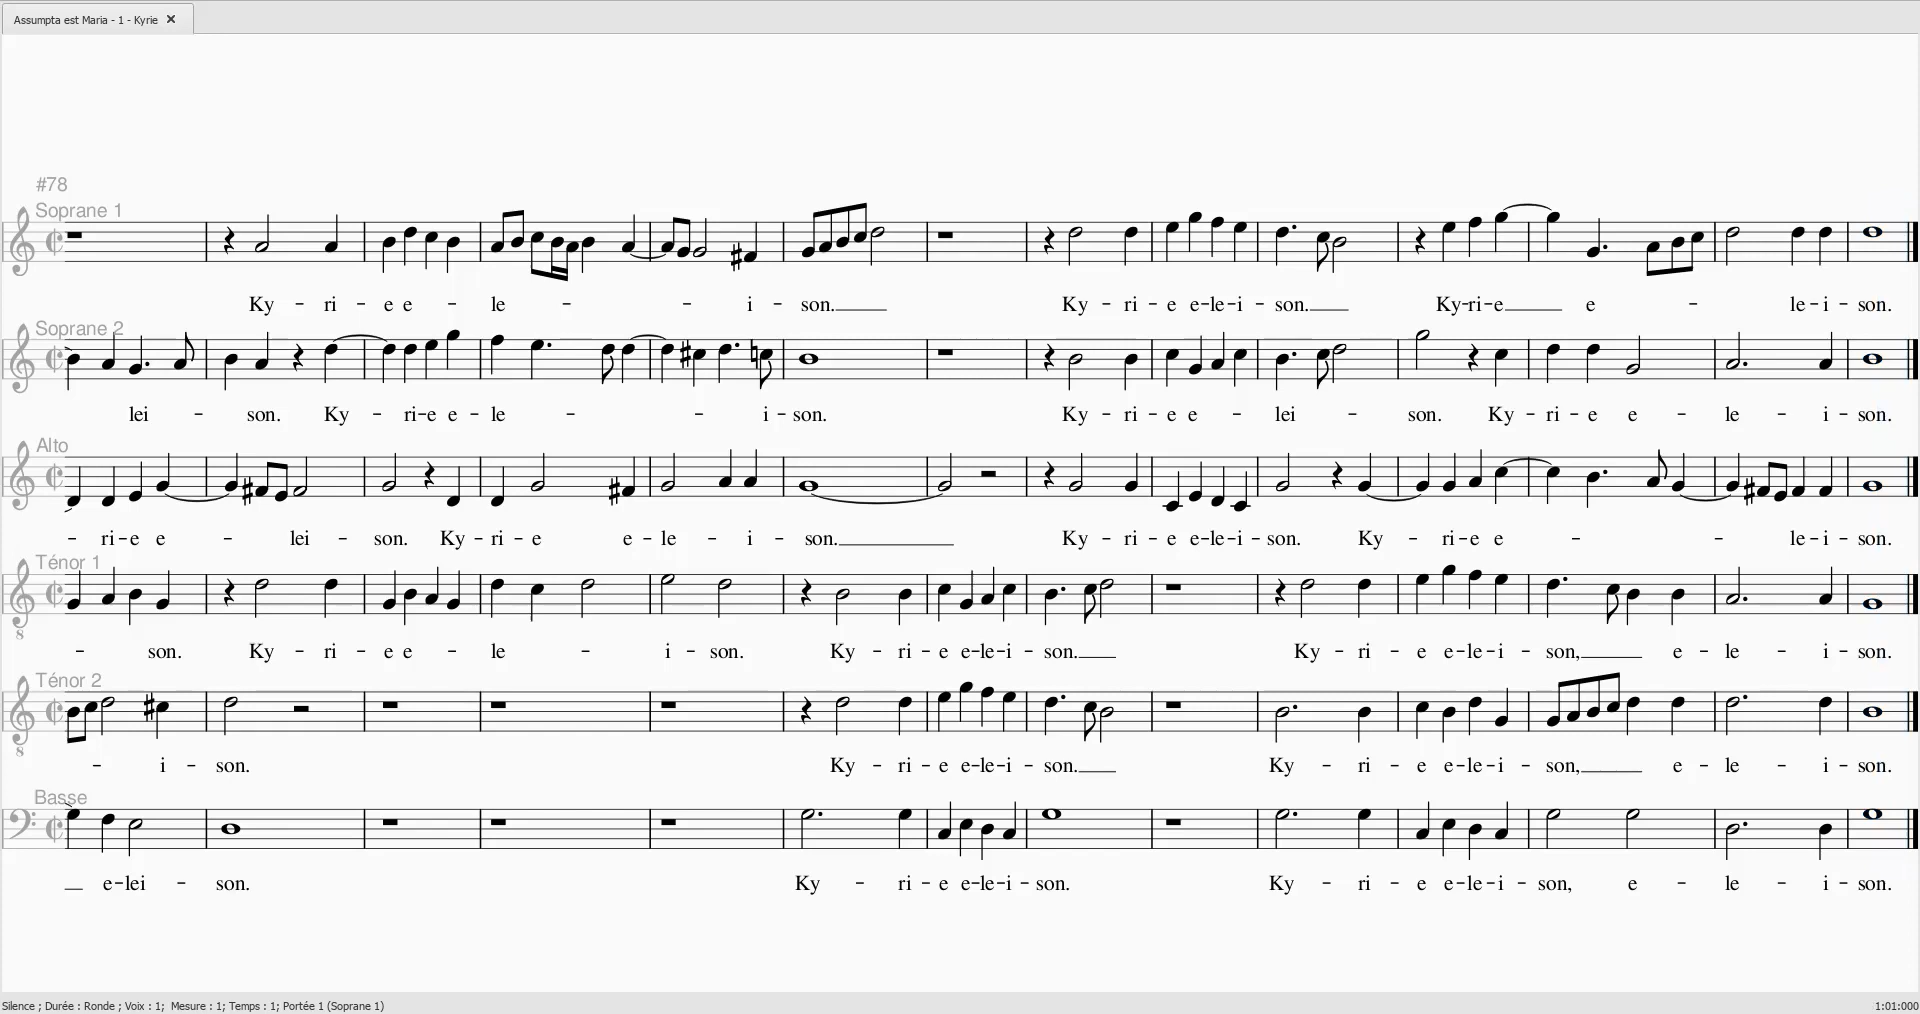 Assumpta est Maria - 1 - Kyrie
#78
Soprane 1
Ky - ri - e e - le - - i - son. Ky - ri - e e-le-i - son. Ky-ri-e e - - le-i - son.
Soprane 2
lei - son. Ky - ri-e e - le - - i - son. Ky - ri - e e - lei - son. Ky - ri - e e - le - i - son.
Alto
- ri-e e - lei - son. Ky - ri - e e - le - i - son. Ky - ri - e e-le-i - son. Ky - ri-e e - - le-i - son.
Ténor 1
- son. Ky - ri - e e - le - i - son. Ky - ri - e e-le-i - son. Ky - ri - e e-le-i - son, e - le - i - son.
Ténor 2
- i - son. Ky - ri - e e-le-i - son. Ky - ri - e e-le-i - son, e - le - i - son.
Basse
e-lei - son. Ky - ri - e e-le-i - son. Ky - ri - e e-le-i - son, e - le - i - son.
Silence ; Durée : Ronde ; Voix : 1; Mesure : 1; Temps : 1; Portée 1 (Soprane 1) 1:01:000